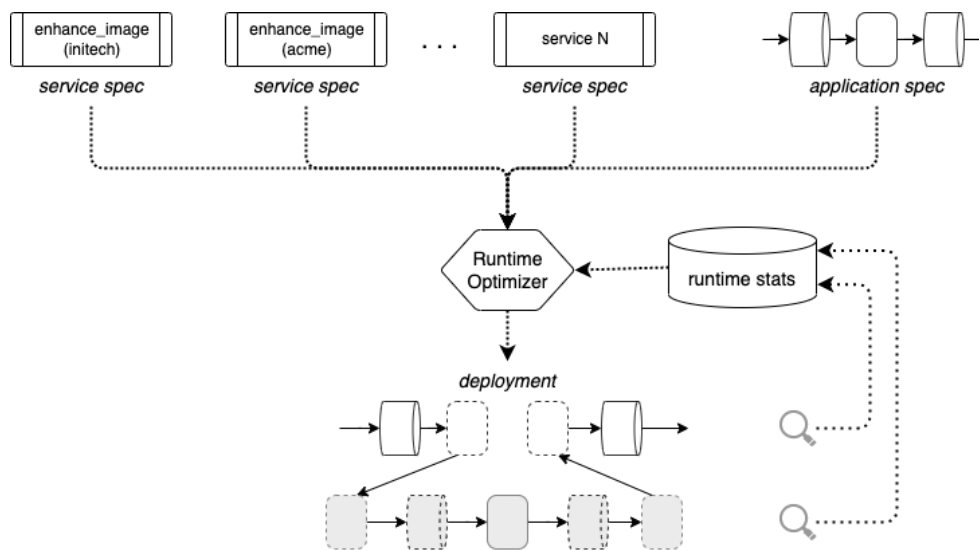 enhance_image
(initech)
enhance_image
(acme)
. . .
service N
service spec
service spec
service spec
application spec
Runtime
Optimizer
runtime stats
deployment